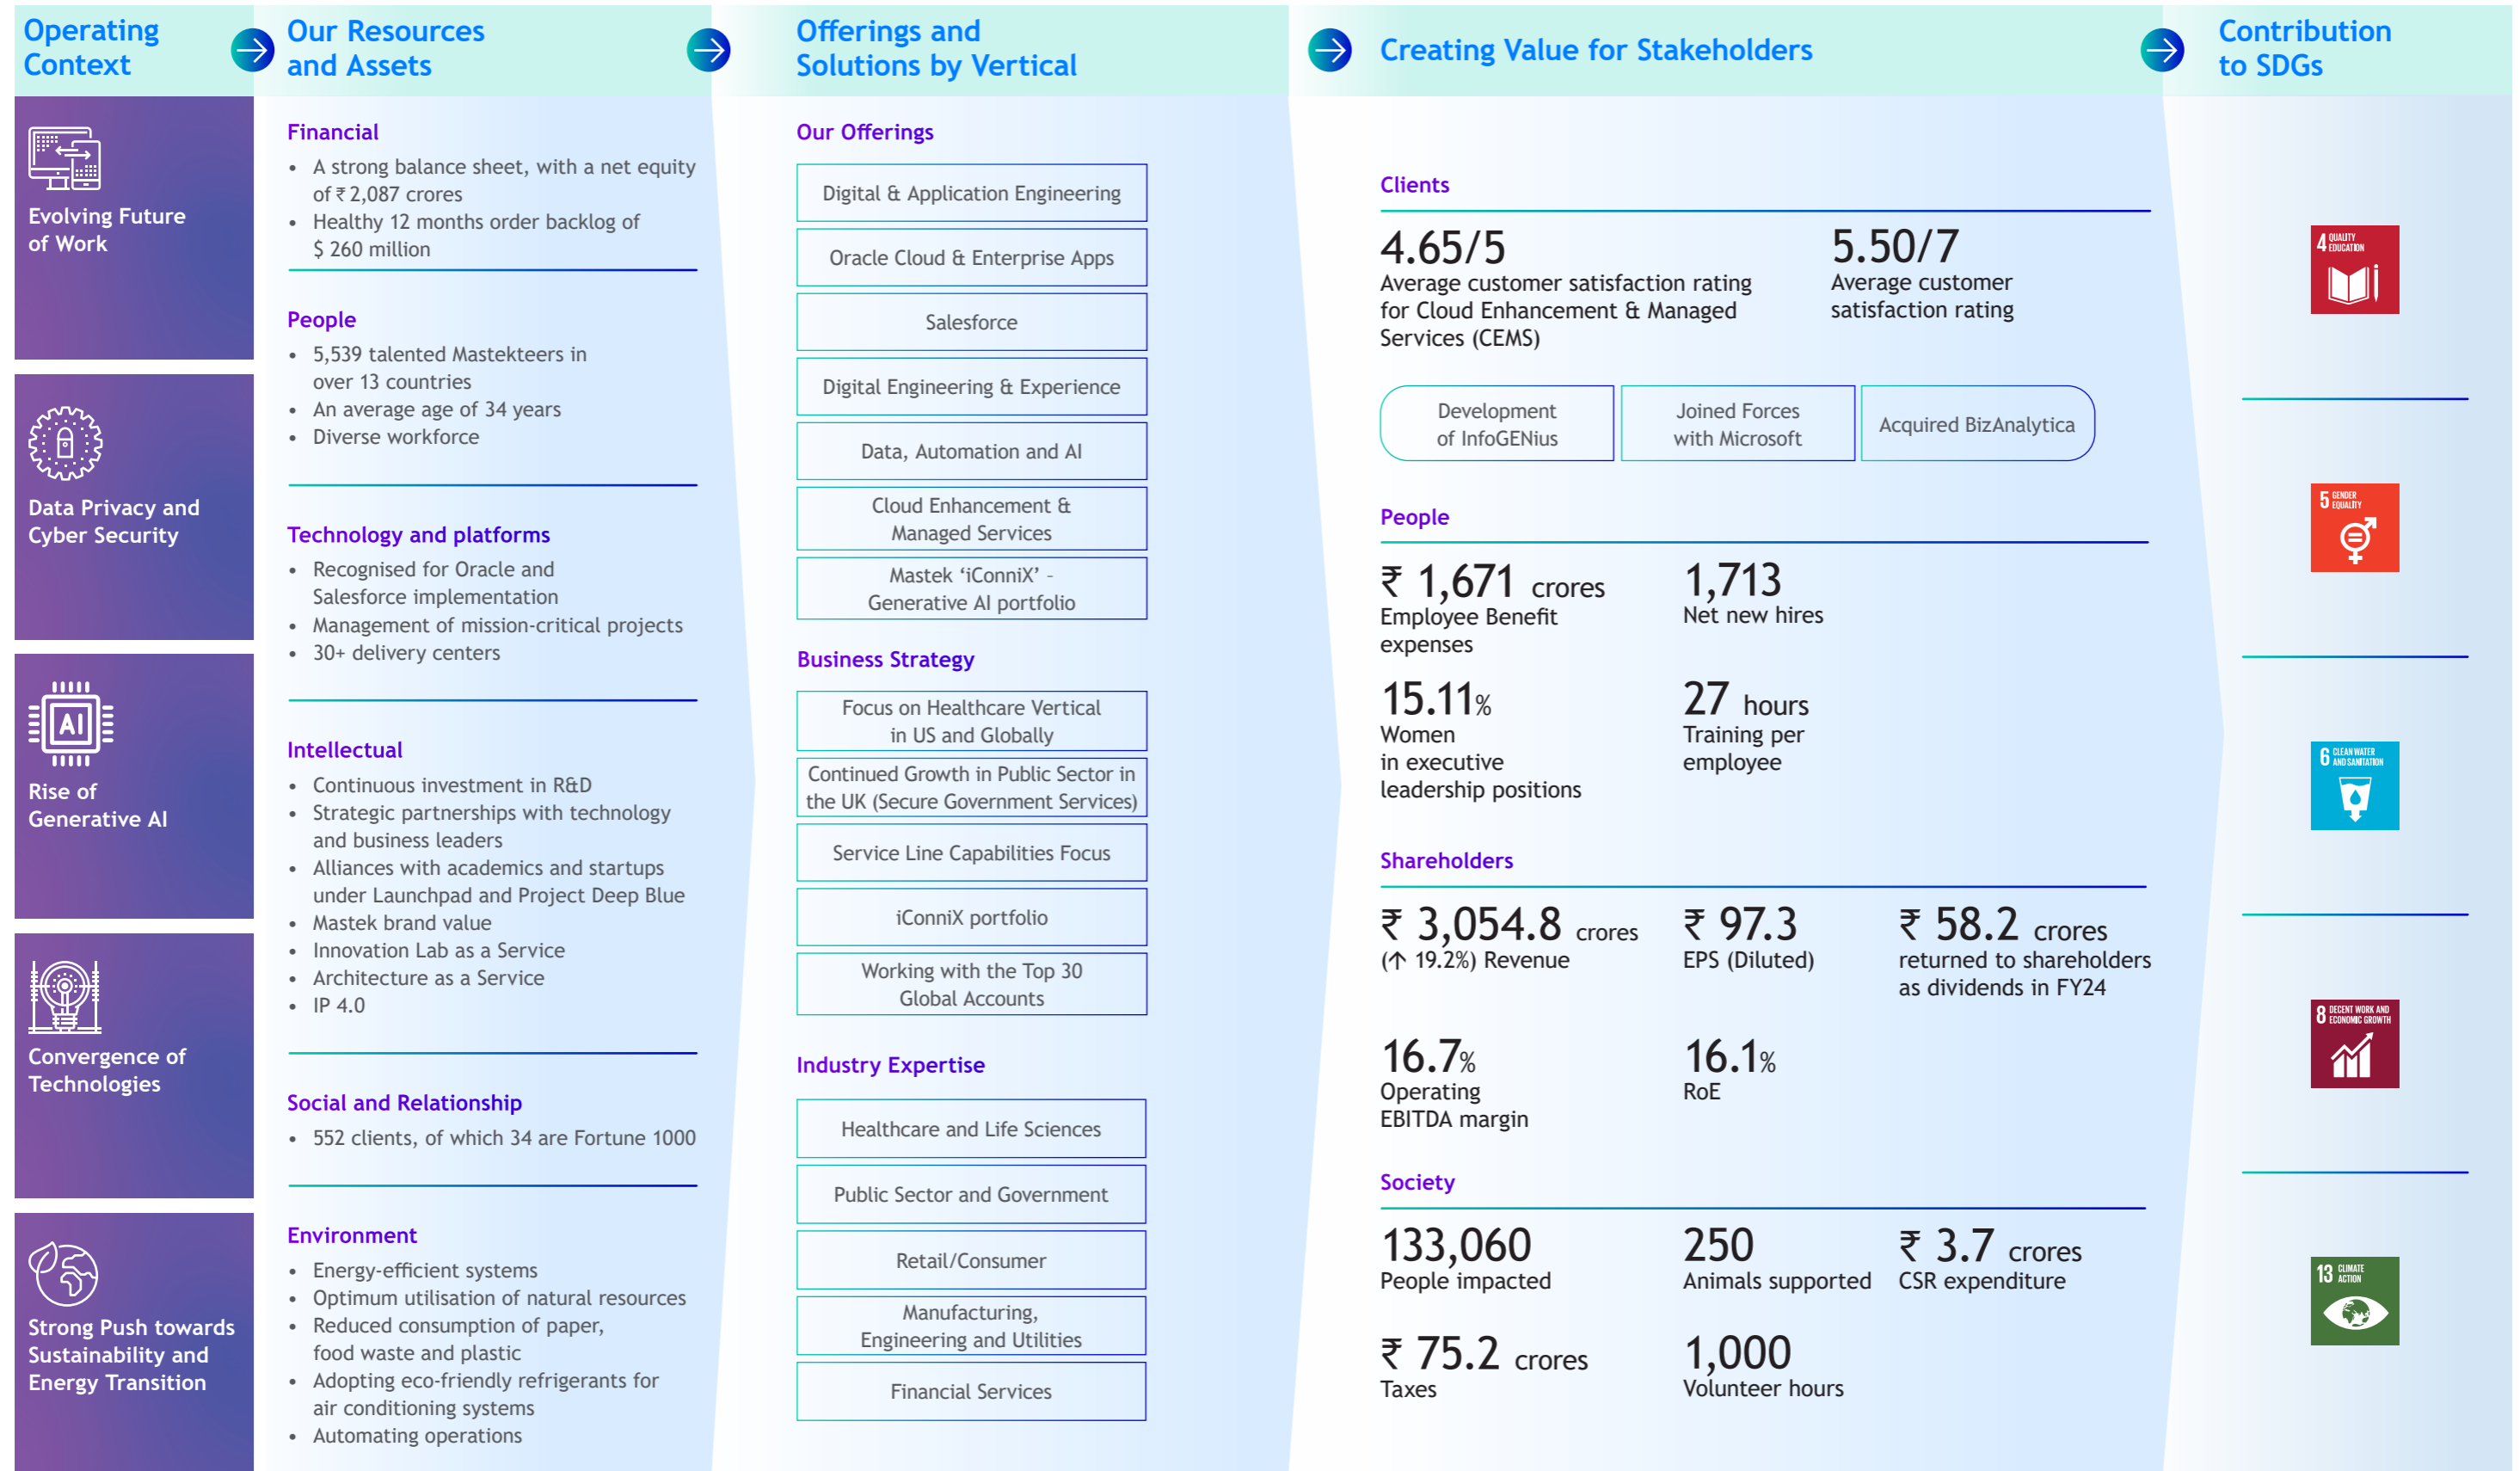 Operating
Context
Our Resources
and Assets
Offerings and
Solutions by Vertical
Creating Value for Stakeholders
Contribution
to SDGs
Evolving Future
of Work
Data Privacy and
Cyber Security
AI
Rise of
Generative AI
Convergence of
Technologies
Strong Push towards
Sustainability and
Energy Transition
Financial
• A strong balance sheet, with a net equity
of ₹ 2,087 crores
• Healthy 12 months order backlog of
$ 260 million
People
• 5,539 talented Mastekteers in
over 13 countries
• An average age of 34 years
• Diverse workforce
Technology and platforms
• Recognised for Oracle and
Salesforce implementation
• Management of mission-critical projects
• 30+ delivery centers
Intellectual
• Continuous investment in R&D
• Strategic partnerships with technology
and business leaders
• Alliances with academics and startups
under Launchpad and Project Deep Blue
• Mastek brand value
• Innovation Lab as a Service
• Architecture as a Service
• IP 4.0
Social and Relationship
• 552 clients, of which 34 are Fortune 1000
Environment
• Energy-efficient systems
• Optimum utilisation of natural resources
• Reduced consumption of paper,
food waste and plastic
• Adopting eco-friendly refrigerants for
air conditioning systems
• Automating operations
Our Offerings
Digital & Application Engineering
Oracle Cloud & Enterprise Apps
Salesforce
Digital Engineering & Experience
Data, Automation and AI
Cloud Enhancement &
Managed Services
Mastek ‘iConniX’ -
Generative AI portfolio
Business Strategy
Focus on Healthcare Vertical
in US and Globally
Continued Growth in Public Sector in
the UK (Secure Government Services)
Service Line Capabilities Focus
iConniX portfolio
Working with the Top 30
Global Accounts
Industry Expertise
Healthcare and Life Sciences
Public Sector and Government
Retail/Consumer
Manufacturing,
Engineering and Utilities
Financial Services
Clients
4.65/5
Average customer satisfaction rating
for Cloud Enhancement & Managed
Services (CEMS)
5.50/7
Average customer
satisfaction rating
Development
of InfoGENius
Joined Forces
with Microsoft
Acquired BizAnalytica
People
₹ 1,671 crores
Employee Benefit
expenses
1,713
Net new hires
15.11%
Women
in executive
leadership positions
27 hours
Training per
employee
Shareholders
₹ 3,054.8 crores
(↑ 19.2%) Revenue
₹ 97.3
EPS (Diluted)
₹ 58.2 crores
returned to shareholders
as dividends in FY24
16.7%
Operating
EBITDA margin
16.1%
RoE
Society
133,060
People impacted
250
Animals supported
₹ 3.7 crores
CSR expenditure
₹ 75.2 crores
Taxes
1,000
Volunteer hours
4 QUALITY
EDUCATION
5 GENDER
EQUALITY
6 CLEAN WATER
AND SANITATION
8 DECENT WORK AND
ECONOMIC GROWTH
13 CLIMATE
ACTION